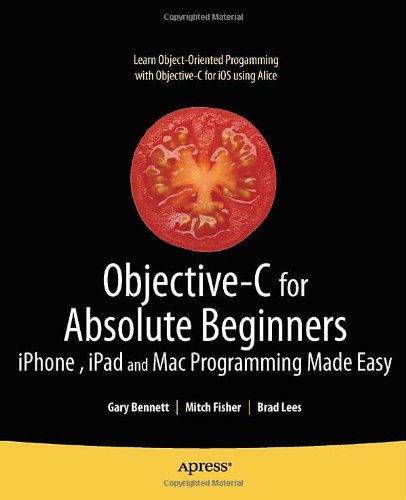 Copyrighted Material
Learn Object-Oriented Progamming
with Objective-C for iOS using Alice
Objective-C for
Absolute Beginners
iPhone , iPad and Mac Programming Made Easy
Gary Bennett | Mitch Fisher | Brad Lees
Apress®
Copyrighted Material